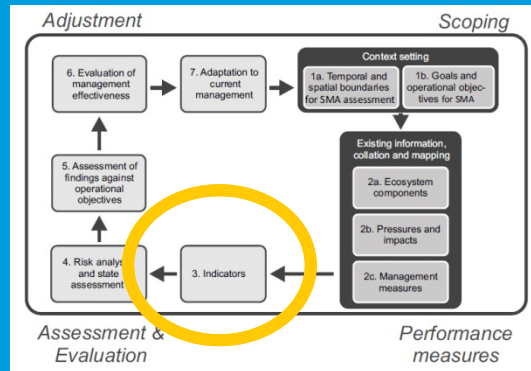 Adjustment
Scoping
6. Evaluation of
management
effectiveness
7. Adaptation to
current
management
Context setting
1a. Temporal and
spatial boundaries
for SMA assessment
1b. Goals and
operational objec-
tives for SMA
Existing information,
collation and mapping
2a. Ecosystem
components
2b. Pressures and
impacts
2c. Management
measures
3. Indicators
4. Risk analy
and state
assessment
5. Assessment of
findings against
operational
objectives
Assessment &
Evaluation
Performance
measures